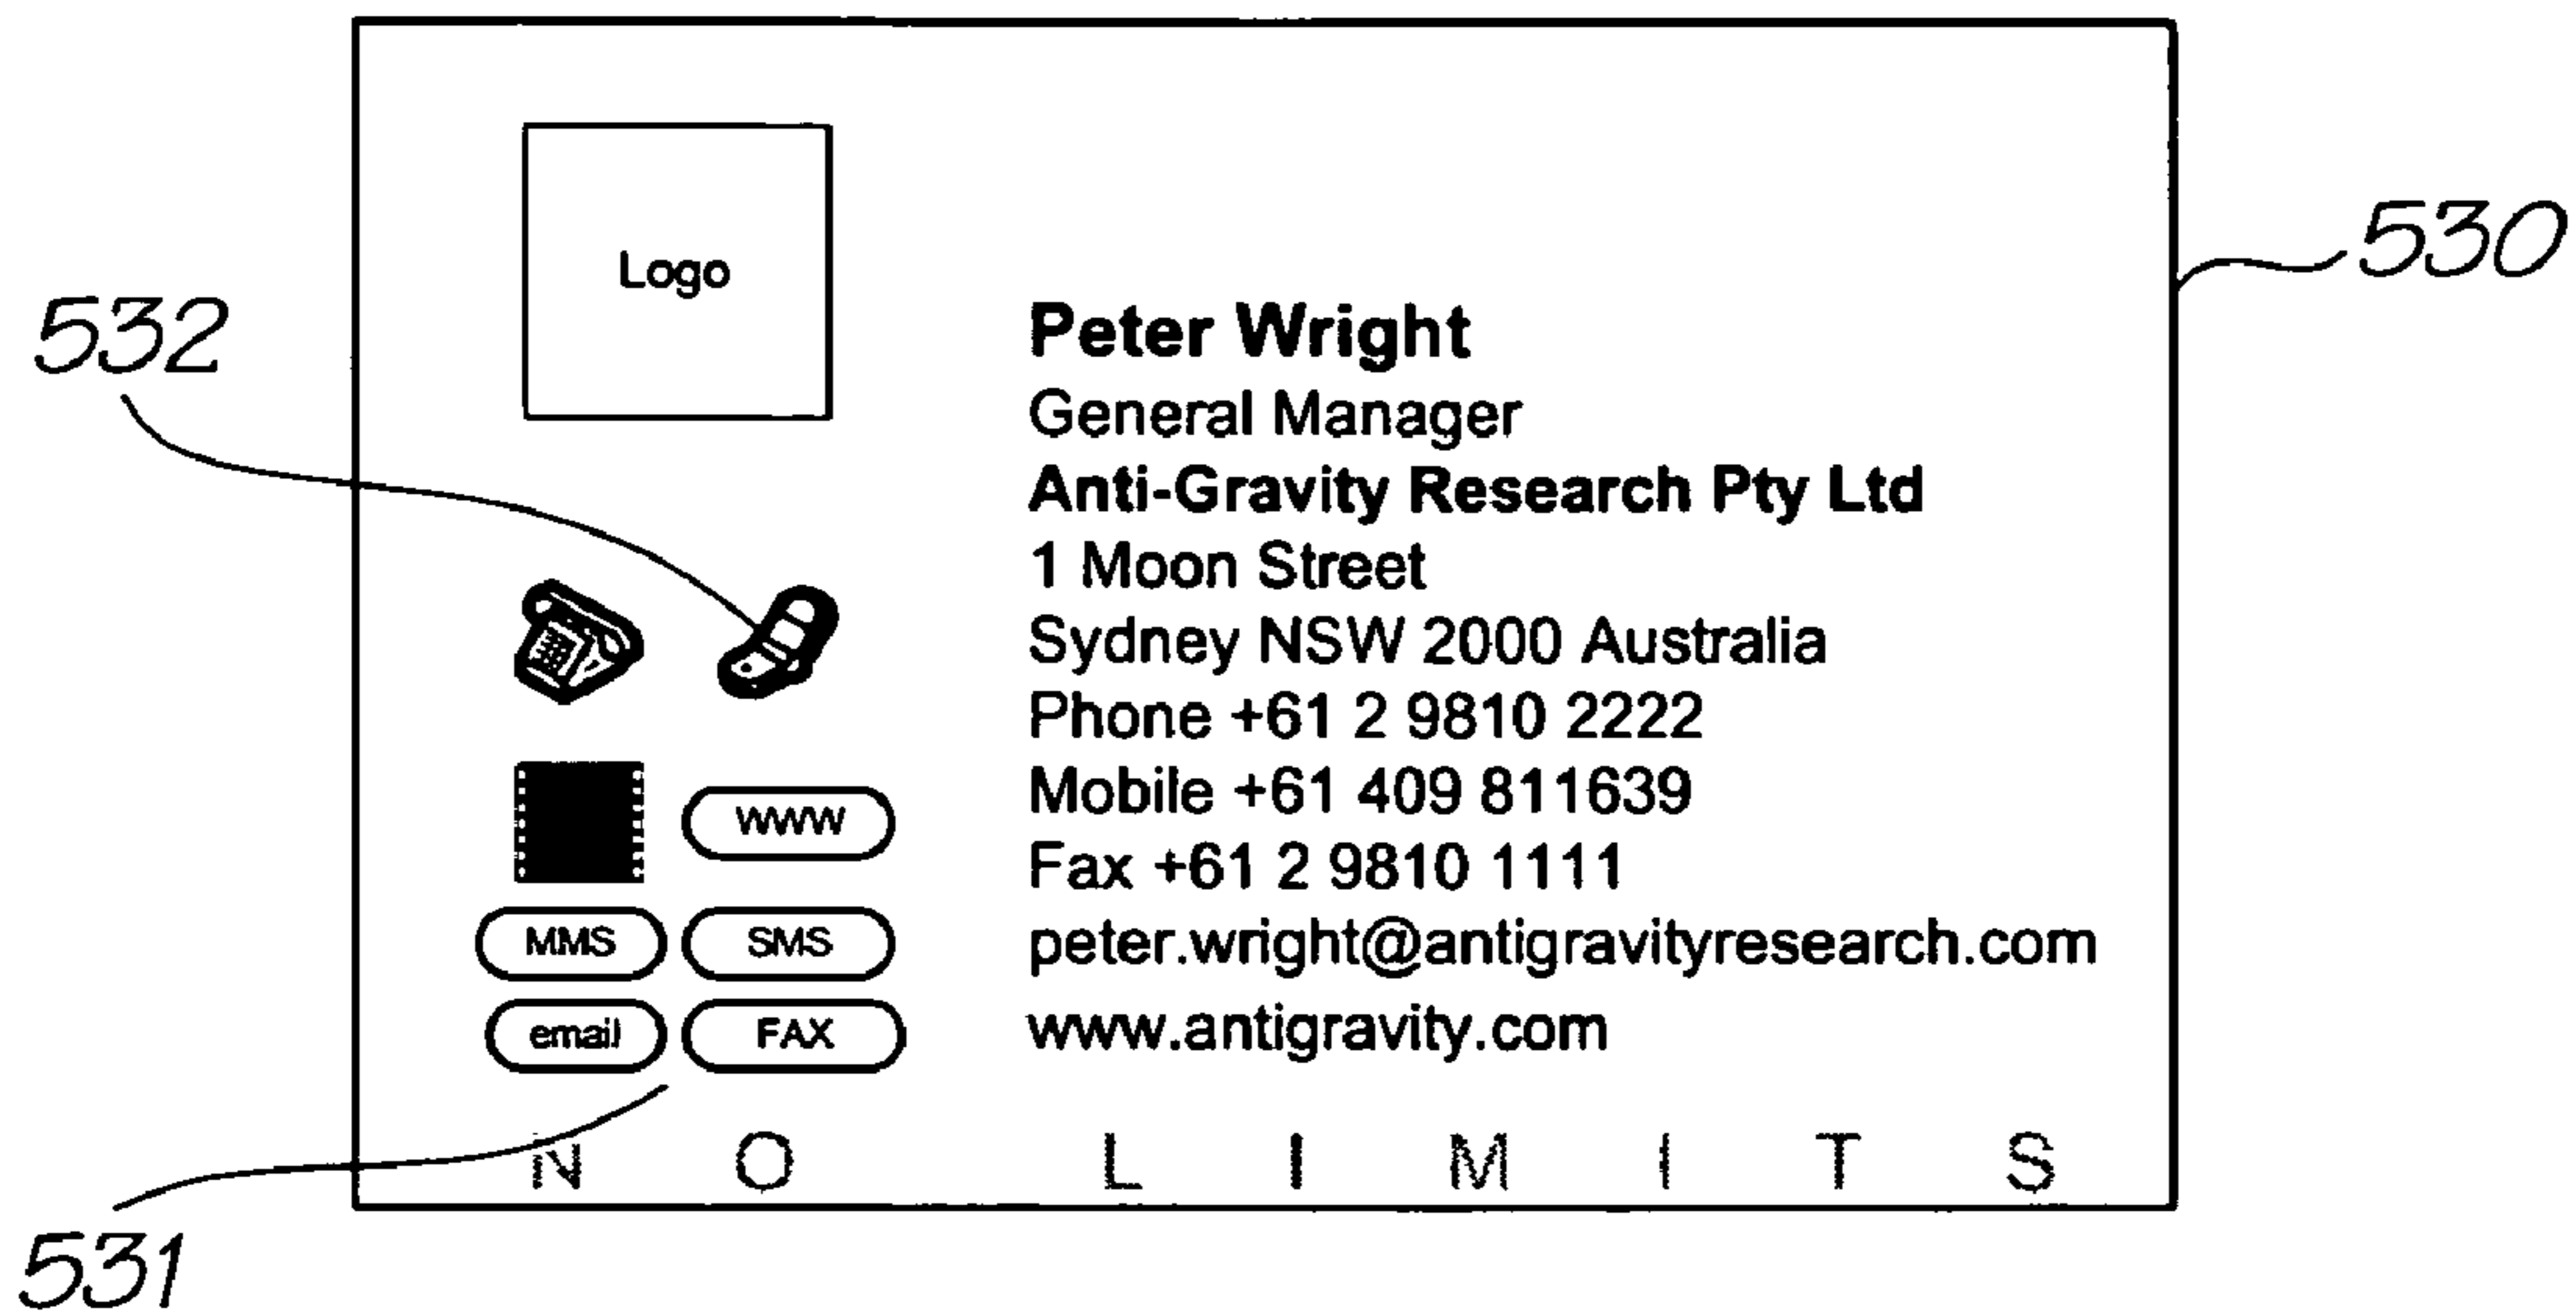 530
532
Logo
Peter Wright
General Manager
Anti-Gravity Research Pty Ltd
1 Moon Street
Sydney NSW 2000 Australia
Phone +61 2 9810 2222
Mobile +61 409 811639
Fax +61 2 9810 1111
peter.wright@antigravityresearch.com
www.antigravity.com
WWW
MMS SMS
email FAX
NO LIMITS
531